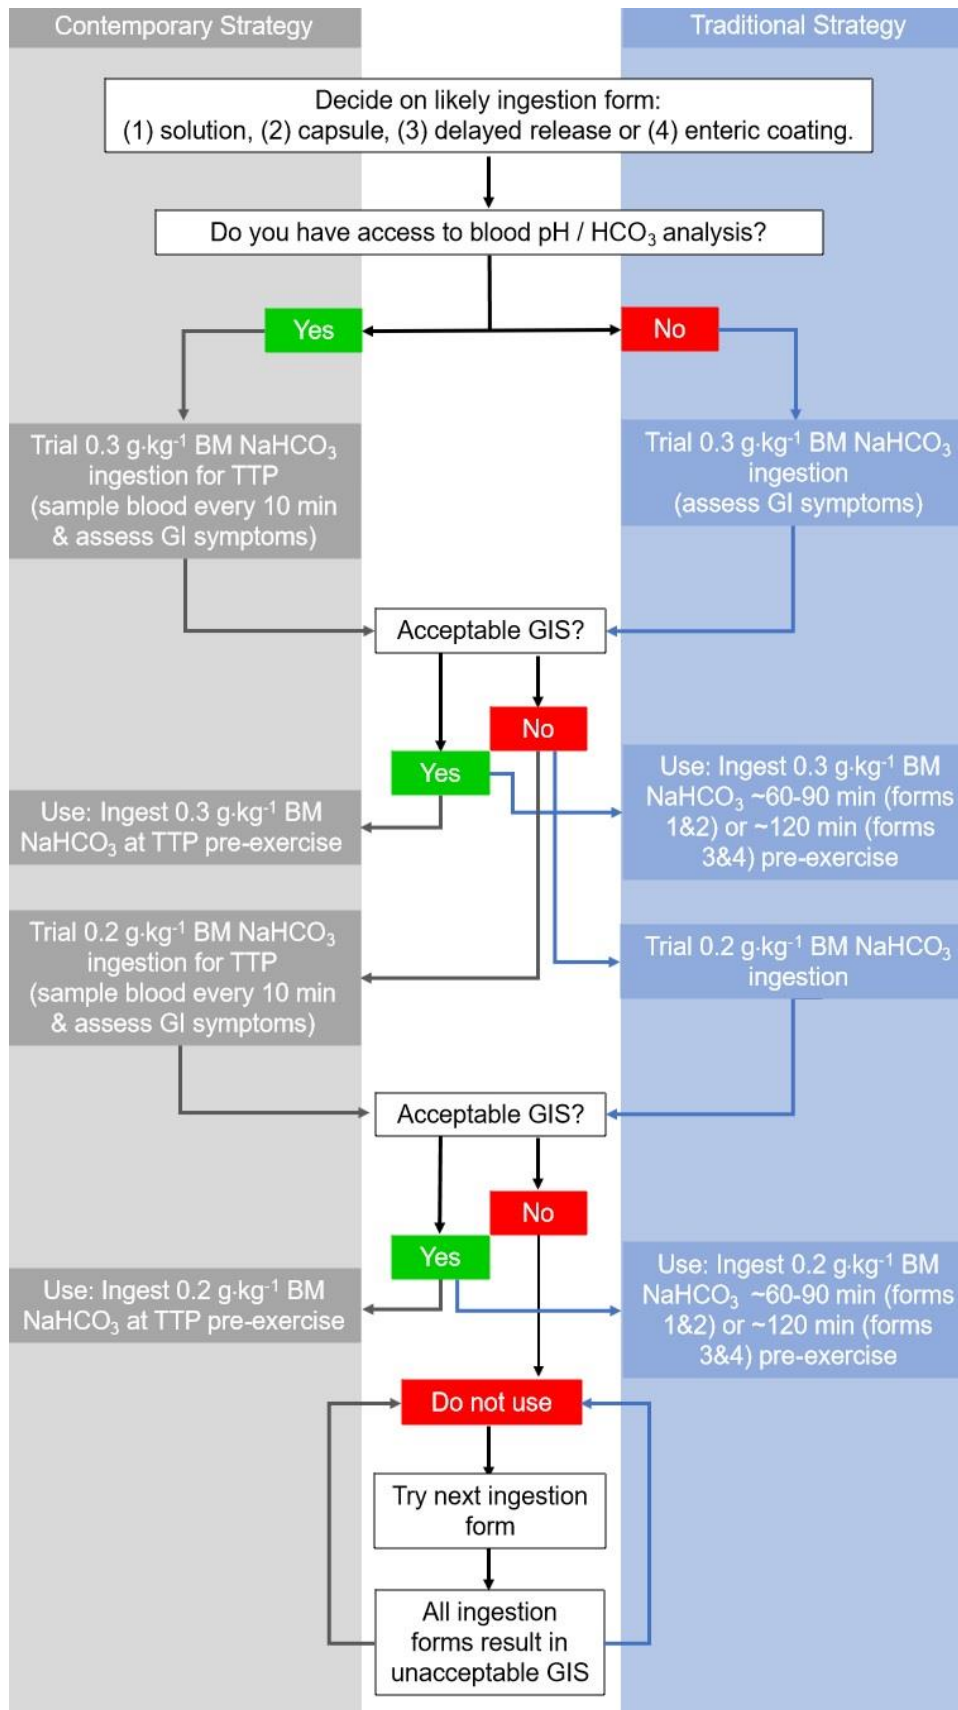 Contemporary Strategy
Traditional Strategy
Decide on likely ingestion form:
(1) solution, (2) capsule, (3) delayed release or (4) enteric coating.
Do you have access to blood pH / HCO₃ analysis?
Yes
No
Trial 0.3 g·kg⁻¹ BM NaHCO₃
ingestion for TTP
(sample blood every 10 min
& assess GI symptoms)
Trial 0.3 g·kg⁻¹ BM NaHCO₃
ingestion
(assess GI symptoms)
Acceptable GIS?
No
Yes
Use: Ingest 0.3 g·kg⁻¹ BM
NaHCO₃ at TTP pre-exercise
Use: Ingest 0.3 g·kg⁻¹ BM
NaHCO₃ ~60-90 min (forms
1&2) or ~120 min (forms
3&4) pre-exercise
Trial 0.2 g·kg⁻¹ BM NaHCO₃
ingestion for TTP
(sample blood every 10 min
& assess GI symptoms)
Trial 0.2 g·kg⁻¹ BM NaHCO₃
ingestion
Acceptable GIS?
No
Yes
Use: Ingest 0.2 g·kg⁻¹ BM
NaHCO₃ at TTP pre-exercise
Use: Ingest 0.2 g·kg⁻¹ BM
NaHCO₃ ~60-90 min (forms
1&2) or ~120 min (forms
3&4) pre-exercise
Do not use
Try next ingestion
form
All ingestion
forms result in
unacceptable GIS